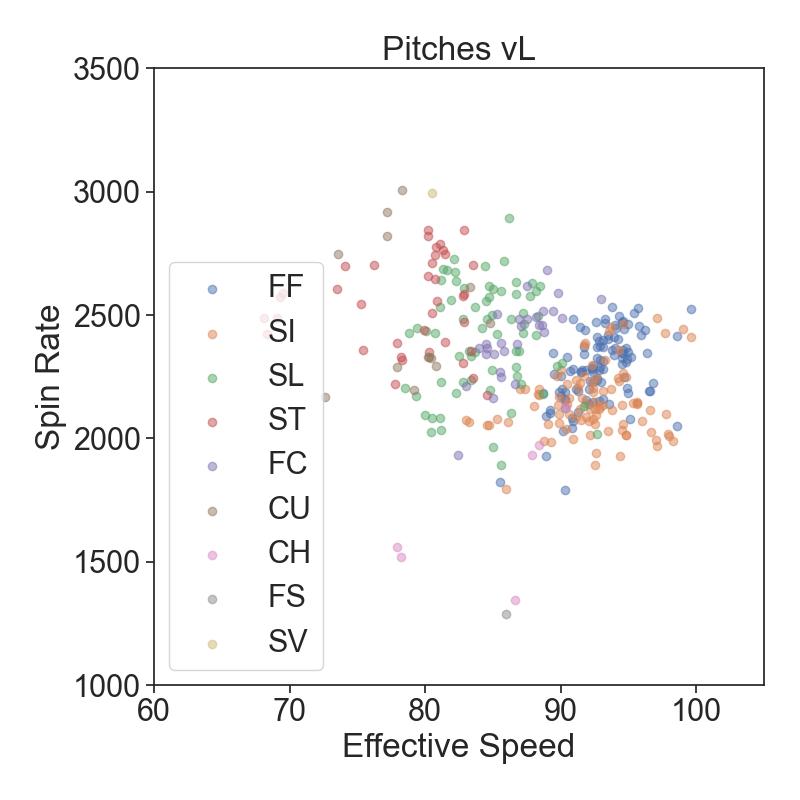 Pitches vL
3500
3000
2500
2000
1500
1000
Spin Rate
FF
SI
SL
ST
FC
CU
CH
FS
SV
60
70
80
90
100
Effective Speed